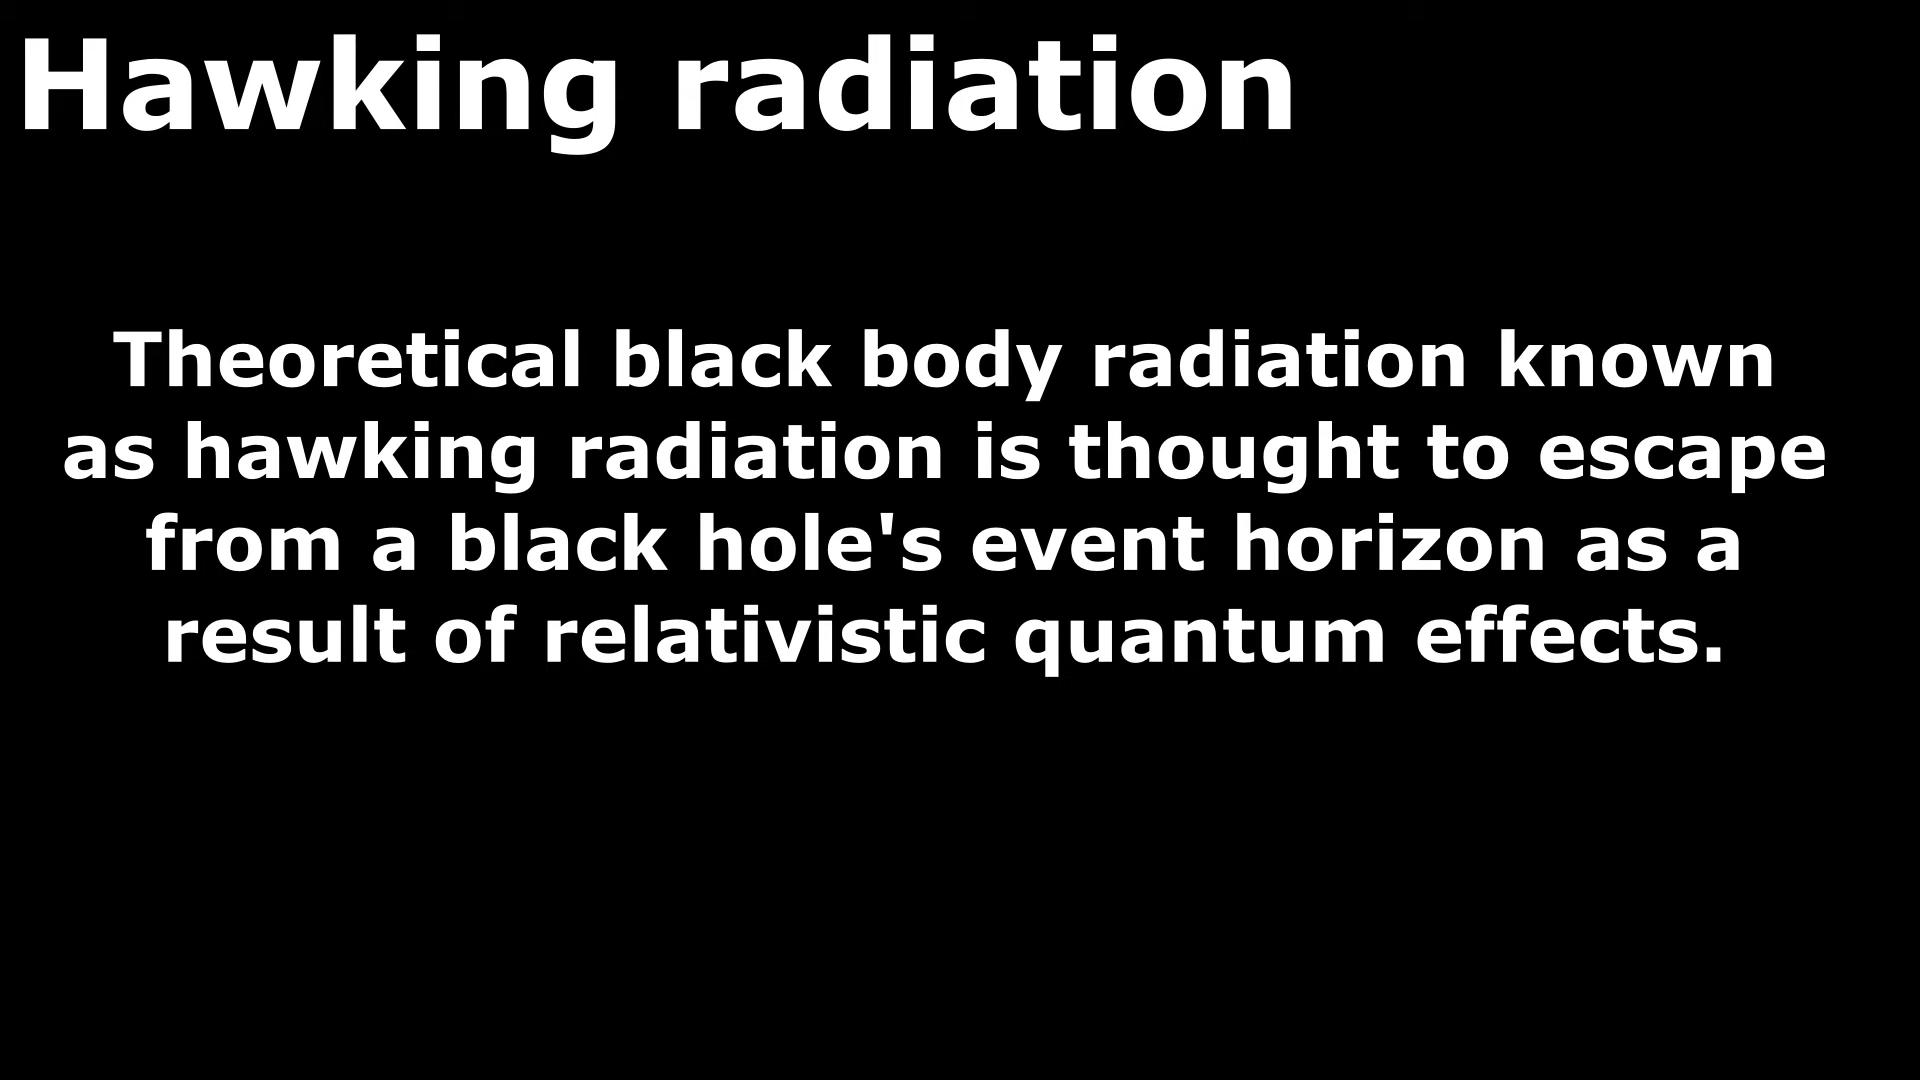 Hawking radiation
Theoretical black body radiation known
as hawking radiation is thought to escape
from a black hole's event horizon as a
result of relativistic quantum effects.